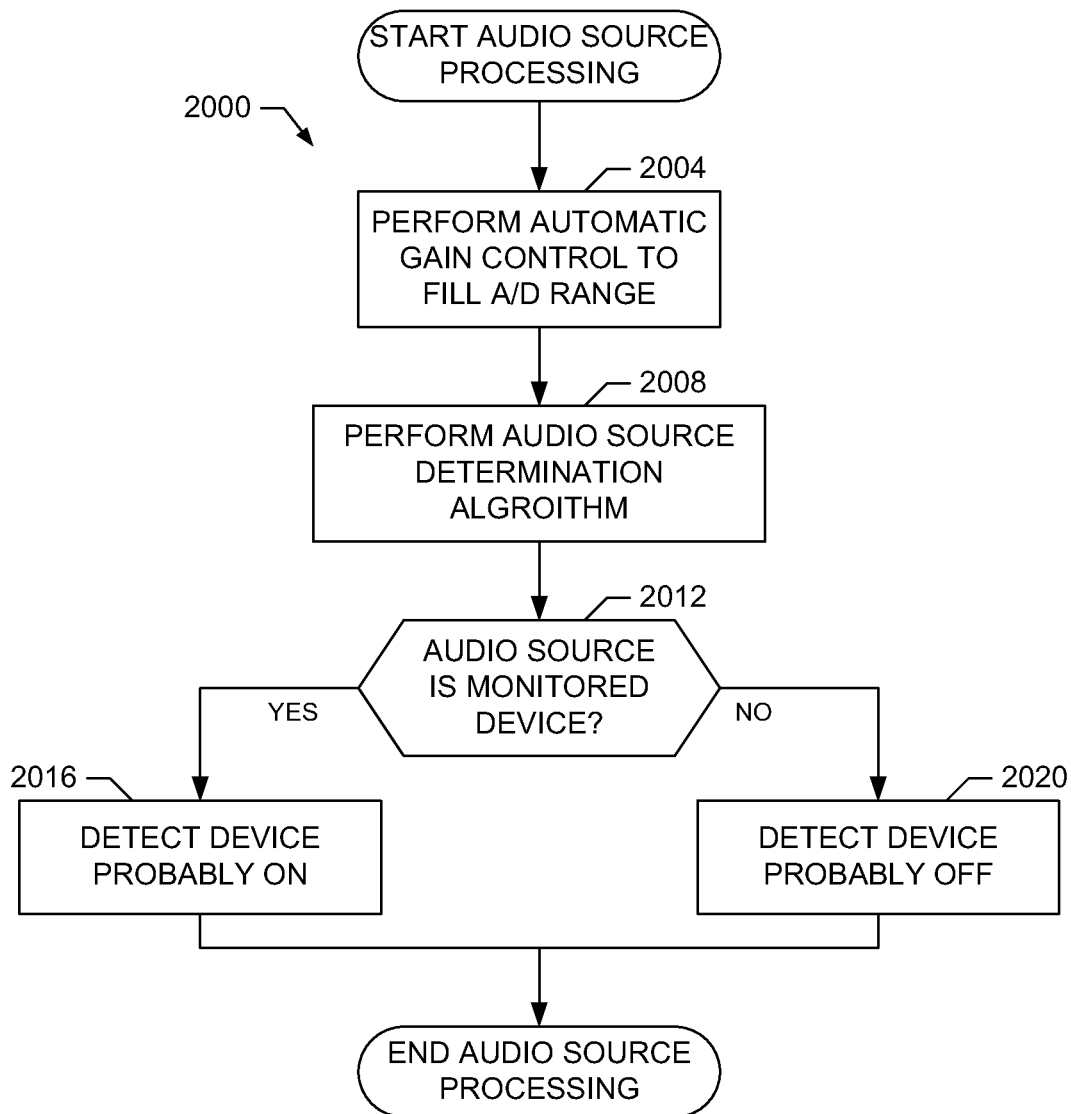 START AUDIO SOURCE
PROCESSING
2000
2004
PERFORM AUTOMATIC
GAIN CONTROL TO
FILL A/D RANGE
2008
PERFORM AUDIO SOURCE
DETERMINATION
ALGROITHM
2012
AUDIO SOURCE
IS MONITORED
DEVICE?
YES
NO
2016
DETECT DEVICE
PROBABLY ON
2020
DETECT DEVICE
PROBABLY OFF
END AUDIO SOURCE
PROCESSING